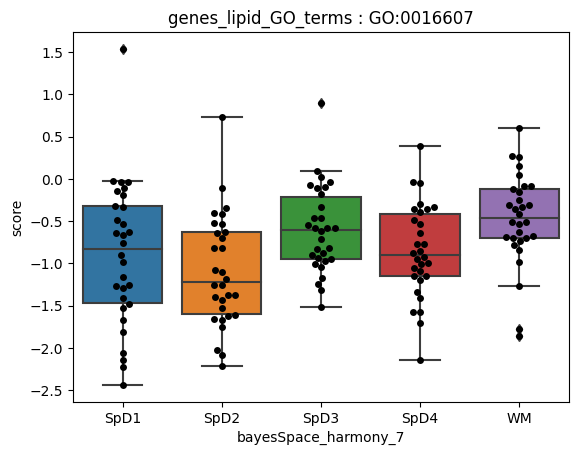 genes_lipid_GO_terms : GO:0016607
1.5
1.0
0.5
0.0
−0.5
−1.0
−1.5
−2.0
−2.5
score
SpD1 SpD2 SpD3 SpD4 WM
bayesSpace_harmony_7